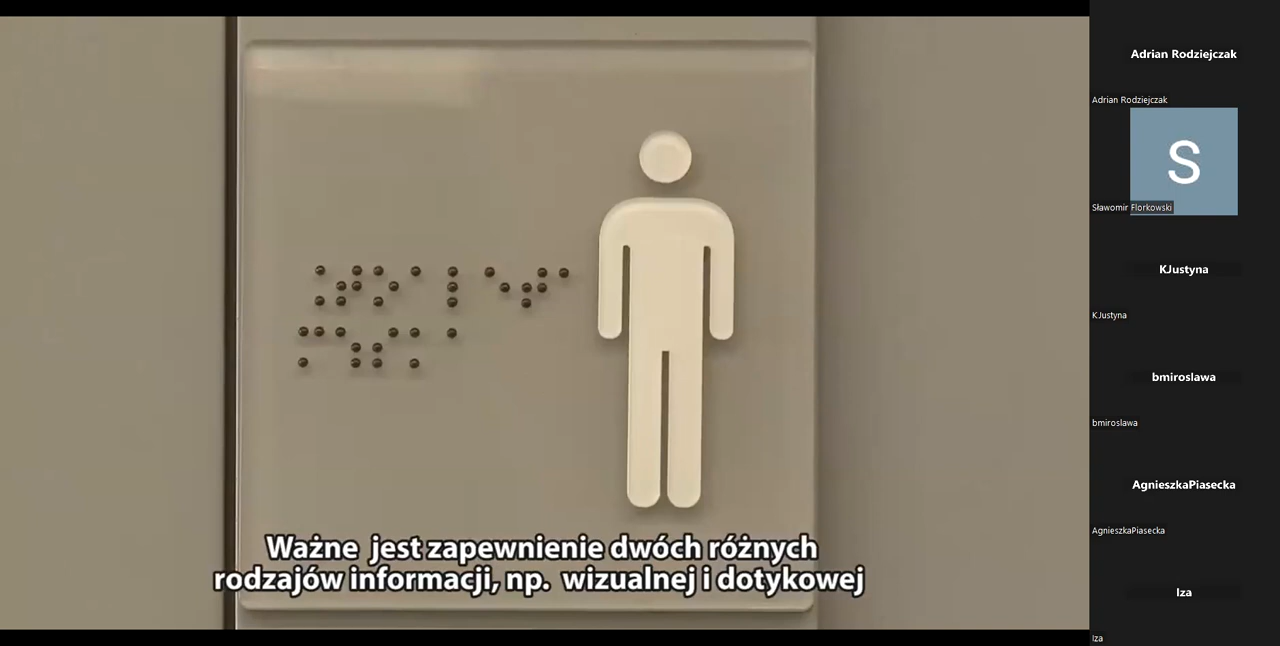 Adrian Rodziejczak
Adrian Rodziejczak
S
Sławomir Florkowski
KJustyna
KJustyna
bmiroslawa
bmiroslawa
AgnieszkaPiasecka
AgnieszkaPiasecka
Iza
Iza
Ważne jest zapewnienie dwóch różnych
rodzajów informacji, np. wizualnej i dotykowej